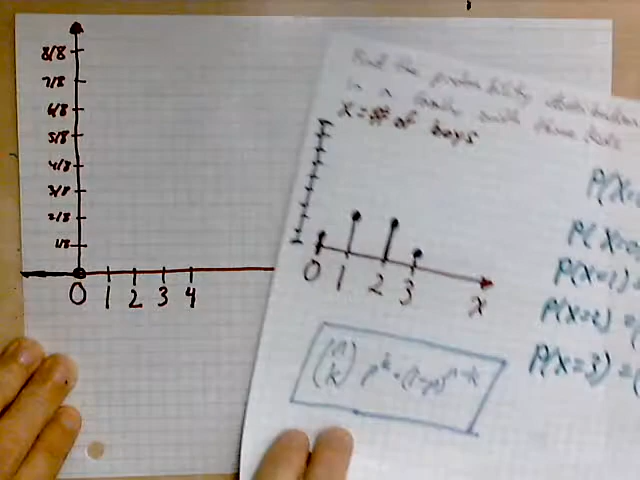 8/8
7/8
6/8
5/8
4/8
3/8
2/8
1/8
0 1 2 3 4
Find the probability distribution
in a family with three kids
X = # of boys
0 1 2 3 X
(n k) p^k · (1-p)^n-k
P(X=
P(X=0
P(X=1) =
P(X=2) = (
P(X=3) = (